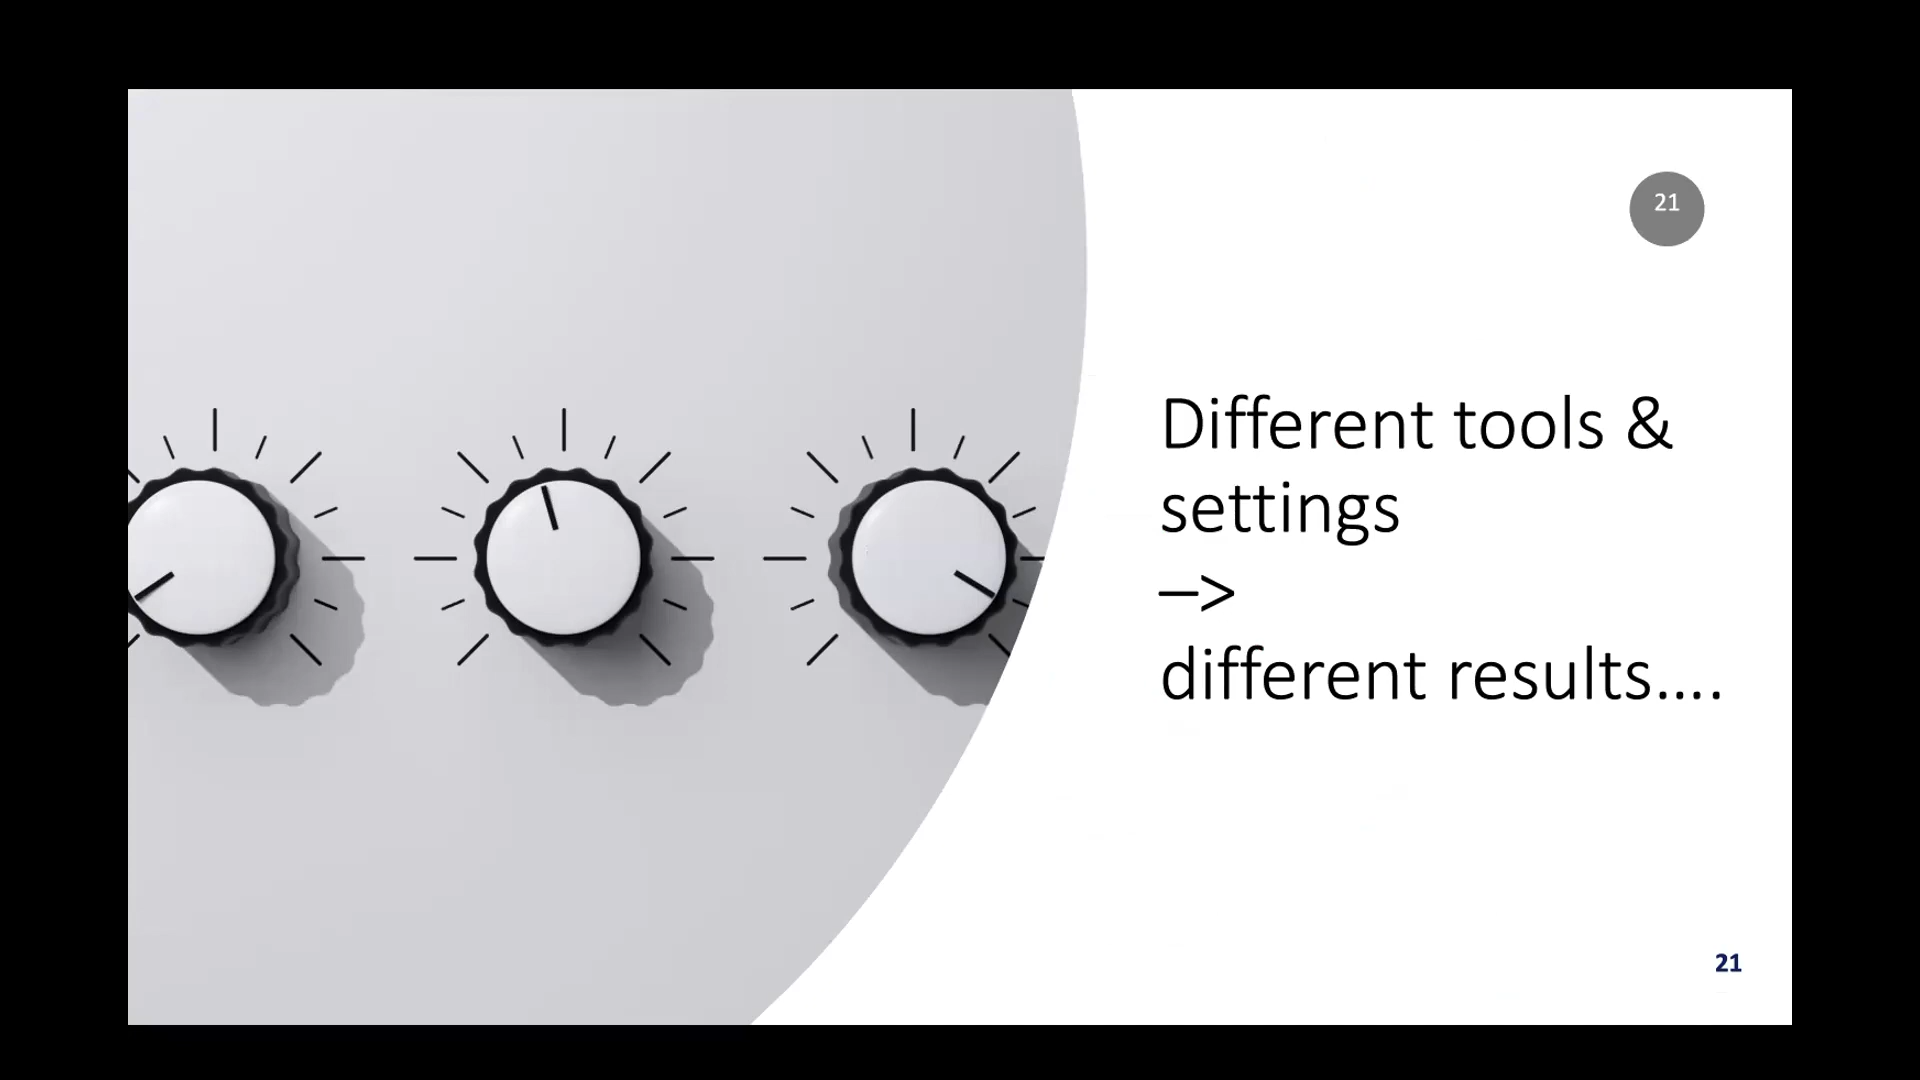 21
Different tools &
settings
–>
different results....
21